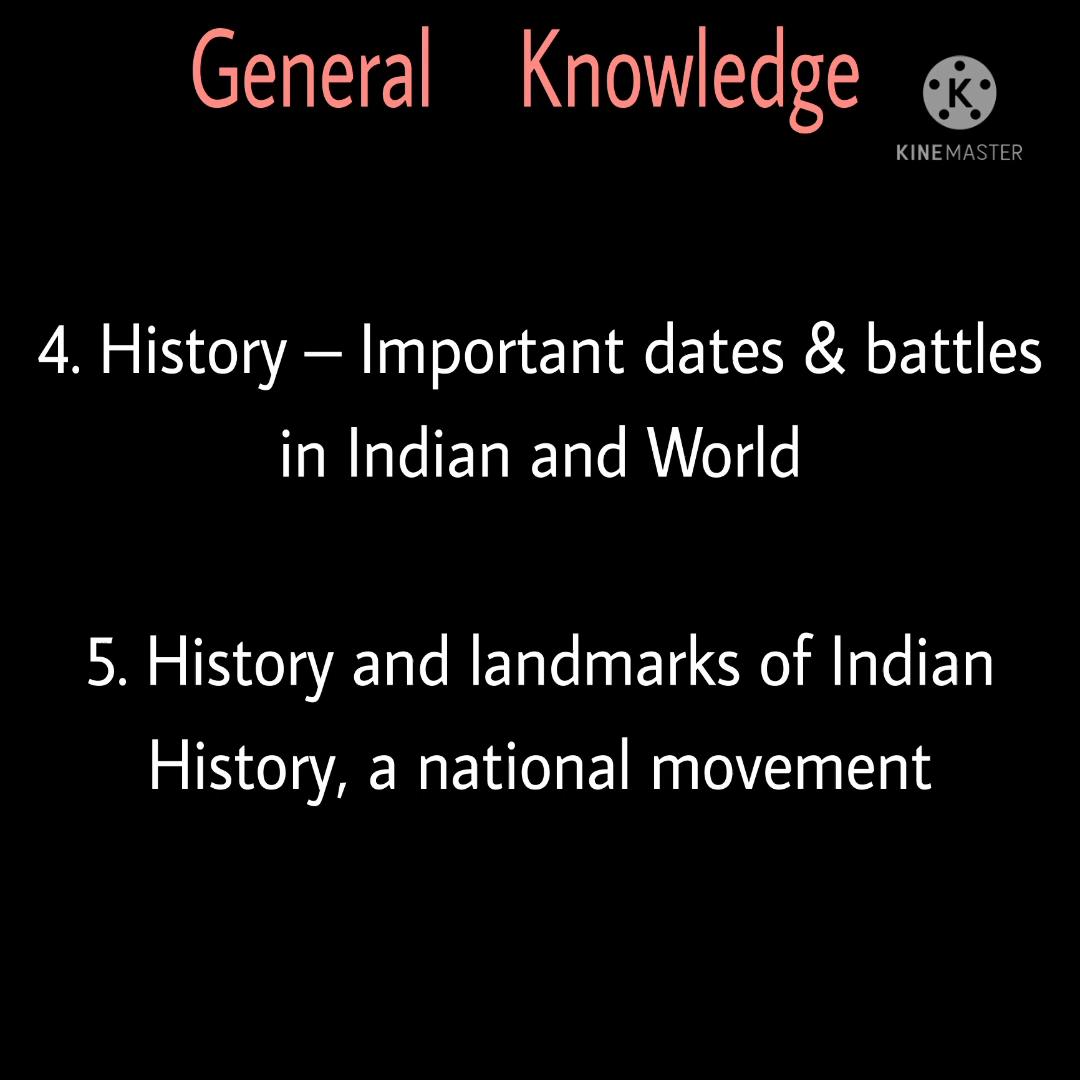 General Knowledge
K
KINEMASTER
4. History – Important dates & battles
in Indian and World
5. History and landmarks of Indian
History, a national movement